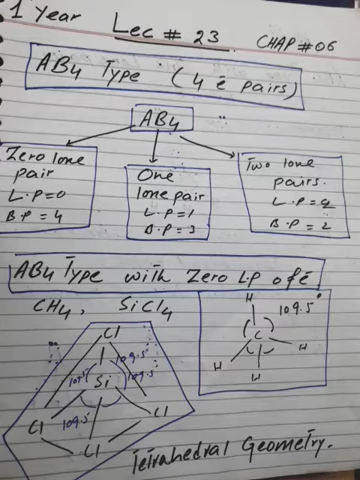 1 Year
Lec # 23
CHAP # 06
AB4 Type ( 4 ē pairs)
AB4
Zero lone
pair
L.P=0
B.P=4
One
lone pair
L.P=1
B.P=3
Two lone
pairs.
L.P=2
B.P=2
AB4 Type with Zero LP of ē
CH4, SiCl4
H
109.5°
C
H
H
H
Cl
109.5°
109.5°
Si
109.5
Cl
Cl
Cl
Tetrahedral Geometry.